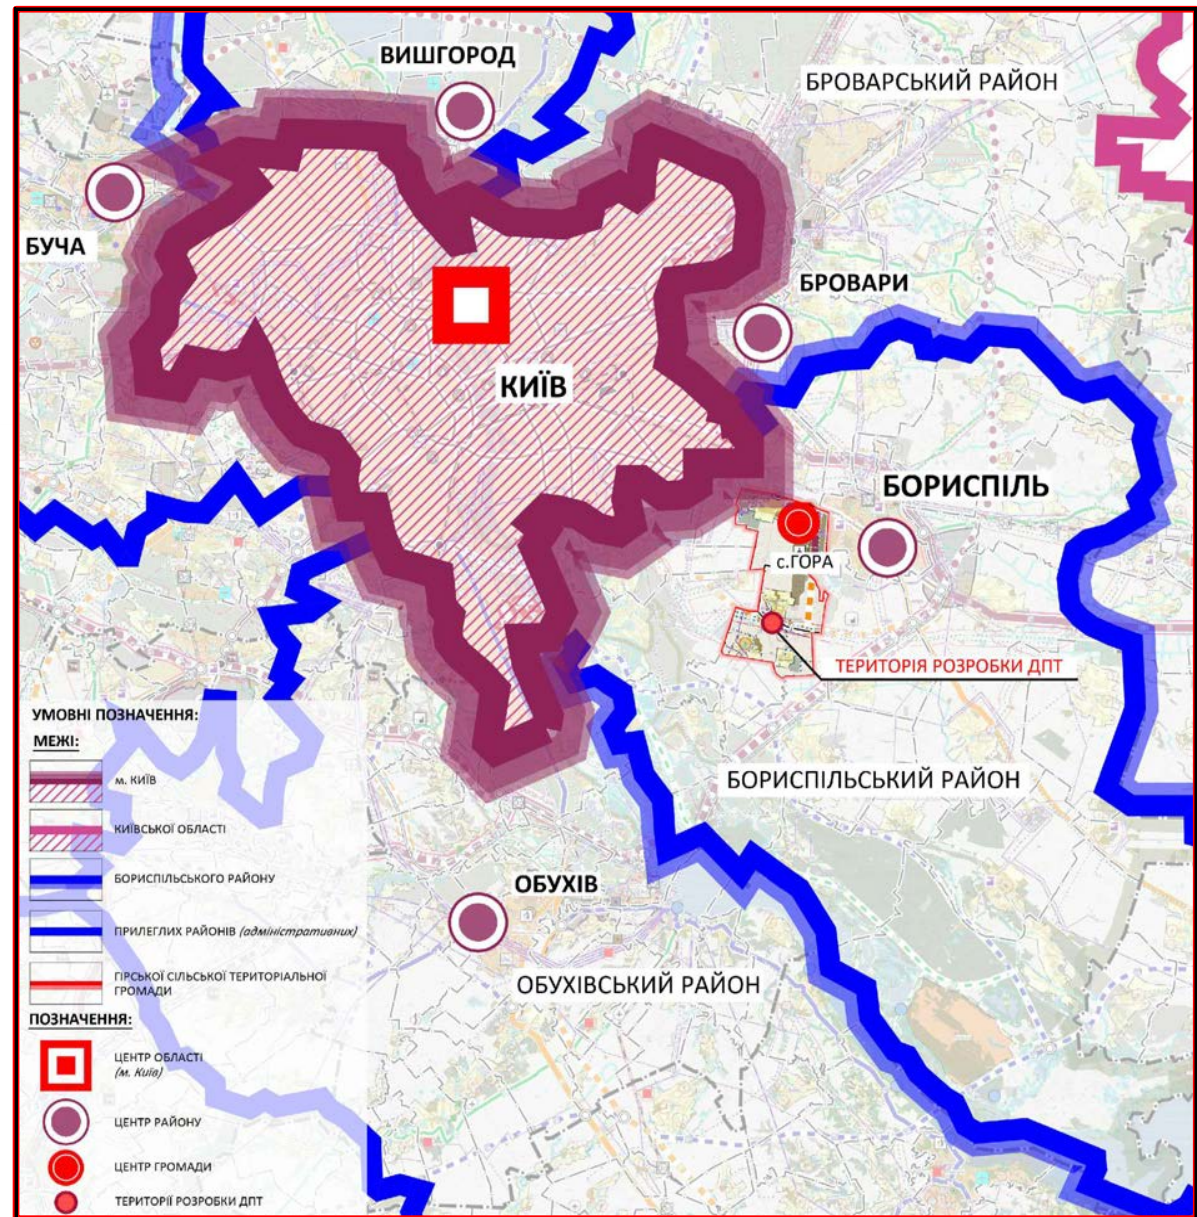 ВИШГОРОД
БРОВАРСЬКИЙ РАЙОН
БУЧА
БРОВАРИ
КИЇВ
БОРИСПІЛЬ
с.ГОРА
ТЕРИТОРІЯ РОЗРОБКИ ДПТ
БОРИСПІЛЬСЬКИЙ РАЙОН
ОБУХІВ
ОБУХІВСЬКИЙ РАЙОН
УМОВНІ ПОЗНАЧЕННЯ:
МЕЖІ:
м. КИЇВ
КИЇВСЬКОЇ ОБЛАСТІ
БОРИСПІЛЬСЬКОГО РАЙОНУ
ПРИЛЕГЛИХ РАЙОНІВ (адміністративних)
ГІРСЬКОЇ СІЛЬСЬКОЇ ТЕРИТОРІАЛЬНОЇ
ГРОМАДИ
ПОЗНАЧЕННЯ:
ЦЕНТР ОБЛАСТІ
(м. Київ)
ЦЕНТР РАЙОНУ
ЦЕНТР ГРОМАДИ
ТЕРИТОРІЇ РОЗРОБКИ ДПТ